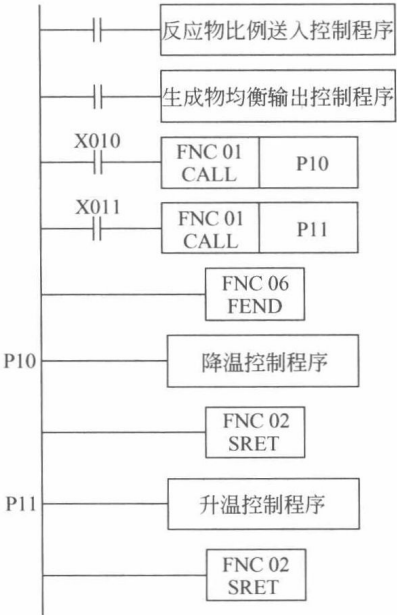 反应物比例送入控制程序
生成物均衡输出控制程序
X010
FNC 01
CALL
P10
X011
FNC 01
CALL
P11
FNC 06
FEND
P10
降温控制程序
FNC 02
SRET
P11
升温控制程序
FNC 02
SRET